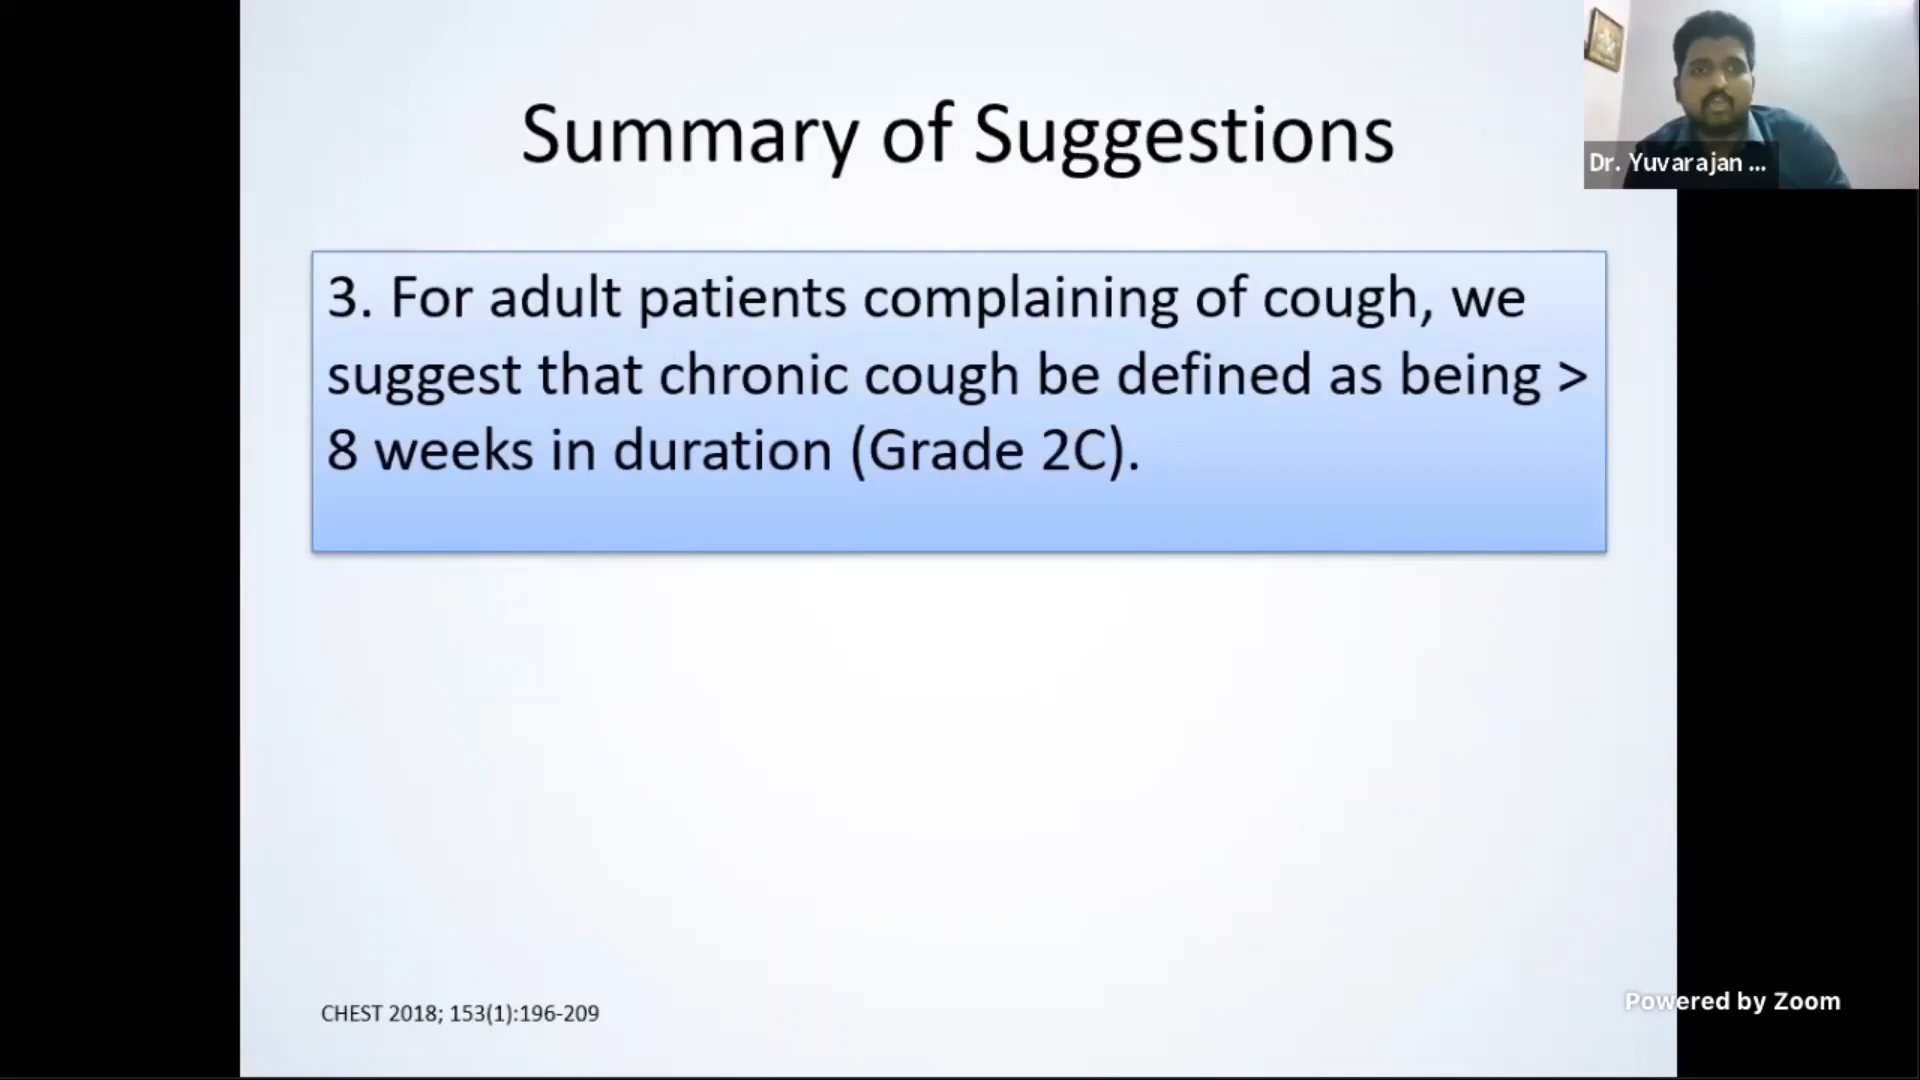 Summary of Suggestions
Dr. Yuvarajan ...
3. For adult patients complaining of cough, we
suggest that chronic cough be defined as being >
8 weeks in duration (Grade 2C).
CHEST 2018; 153(1):196-209
Powered by Zoom